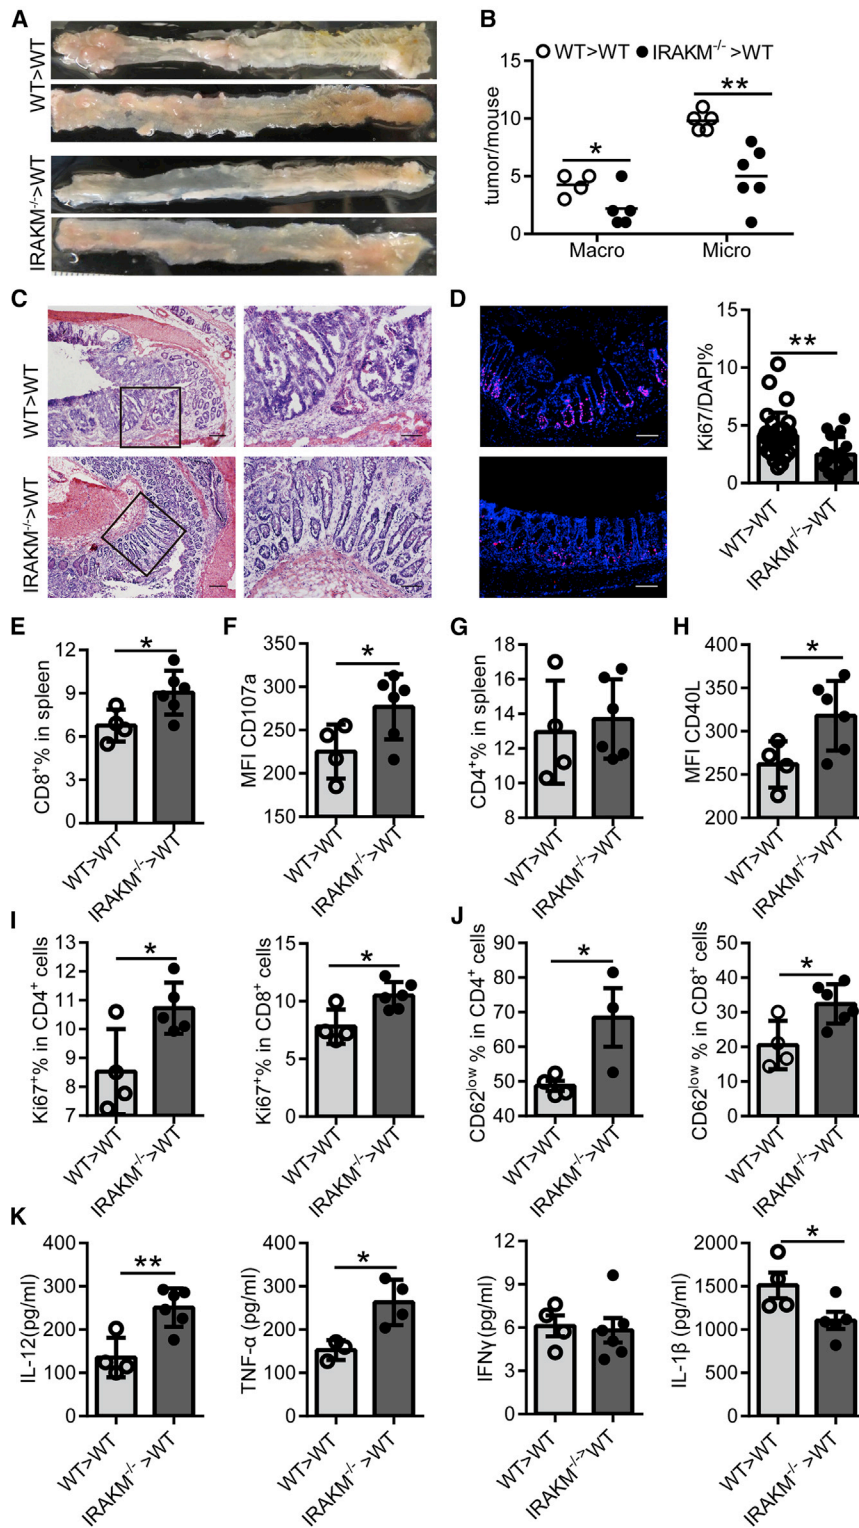 A
WT>WT
IRAKM⁻/⁻>WT
B
WT>WT IRAKM⁻/⁻>WT
tumor/mouse
15
10
5
0
*
**
Macro Micro
C
WT>WT
IRAKM⁻/⁻>WT
D
Ki67/DAPI%
15
10
5
0
**
WT>WT
IRAKM⁻/⁻>WT
E
CD8⁺% in spleen
12
9
6
3
0
*
WT>WT
IRAKM⁻/⁻>WT
F
MFI CD107a
350
300
250
200
150
*
WT>WT
IRAKM⁻/⁻>WT
G
CD4⁺% in spleen
18
16
14
12
10
8
WT>WT
IRAKM⁻/⁻>WT
H
MFI CD40L
400
350
300
250
200
*
WT>WT
IRAKM⁻/⁻>WT
I
Ki67⁺% in CD4⁺ cells
13
12
11
10
9
8
7
*
WT>WT
IRAKM⁻/⁻>WT
Ki67⁺% in CD8⁺ cells
15
10
5
0
*
WT>WT
IRAKM⁻/⁻>WT
J
CD62ˡᵒʷ % in CD4⁺ cells
90
80
70
60
50
40
*
WT>WT
IRAKM⁻/⁻>WT
CD62ˡᵒʷ % in CD8⁺ cells
50
40
30
20
10
0
*
WT>WT
IRAKM⁻/⁻>WT
K
IL-12(pg/ml)
400
300
200
100
0
**
WT>WT
IRAKM⁻/⁻>WT
TNF-α (pg/ml)
400
300
200
100
0
*
WT>WT
IRAKM⁻/⁻>WT
IFNγ(pg/ml)
12
9
6
3
0
WT>WT
IRAKM⁻/⁻>WT
IL-1β (pg/ml)
2000
1500
1000
500
0
*
WT>WT
IRAKM⁻/⁻>WT